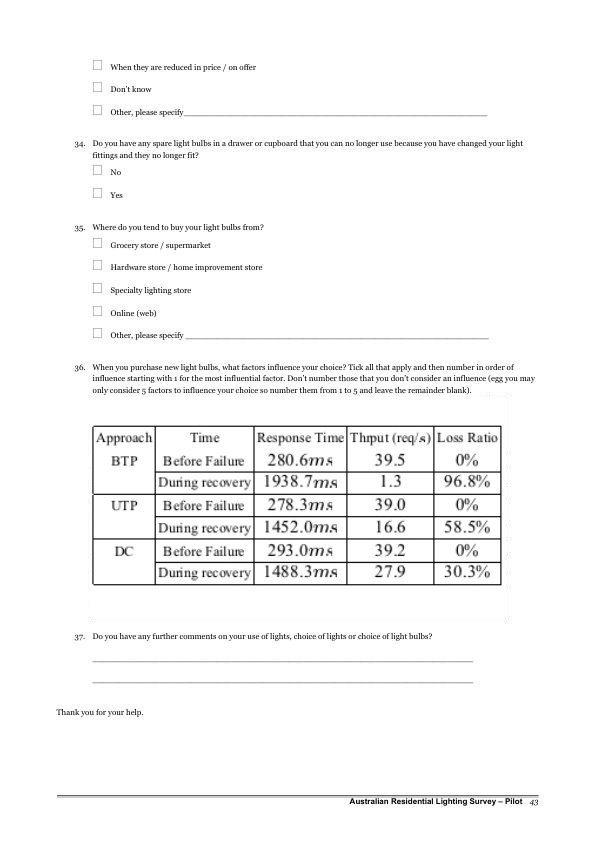 ☐ When they are reduced in price / on offer
☐ Don't know
☐ Other, please specify___
34. Do you have any spare light bulbs in a drawer or cupboard that you can no longer use because you have changed your light
fittings and they no longer fit?
☐ No
☐ Yes
35. Where do you tend to buy your light bulbs from?
☐ Grocery store / supermarket
☐ Hardware store / home improvement store
☐ Specialty lighting store
☐ Online (web)
☐ Other, please specify ___
36. When you purchase new light bulbs, what factors influence your choice? Tick all that apply and then number in order of
influence starting with 1 for the most influential factor. Don't number those that you don't consider an influence (egg you may
only consider 5 factors to influence your choice so number them from 1 to 5 and leave the remainder blank).
Approach Time Response Time Thrput (req/s) Loss Ratio
BTP Before Failure 280.6ms 39.5 0%
During recovery 1938.7ms 1.3 96.8%
UTP Before Failure 278.3ms 39.0 0%
During recovery 1452.0ms 16.6 58.5%
DC Before Failure 293.0ms 39.2 0%
During recovery 1488.3ms 27.9 30.3%
37. Do you have any further comments on your use of lights, choice of lights or choice of light bulbs?
Thank you for your help.
Australian Residential Lighting Survey – Pilot 43